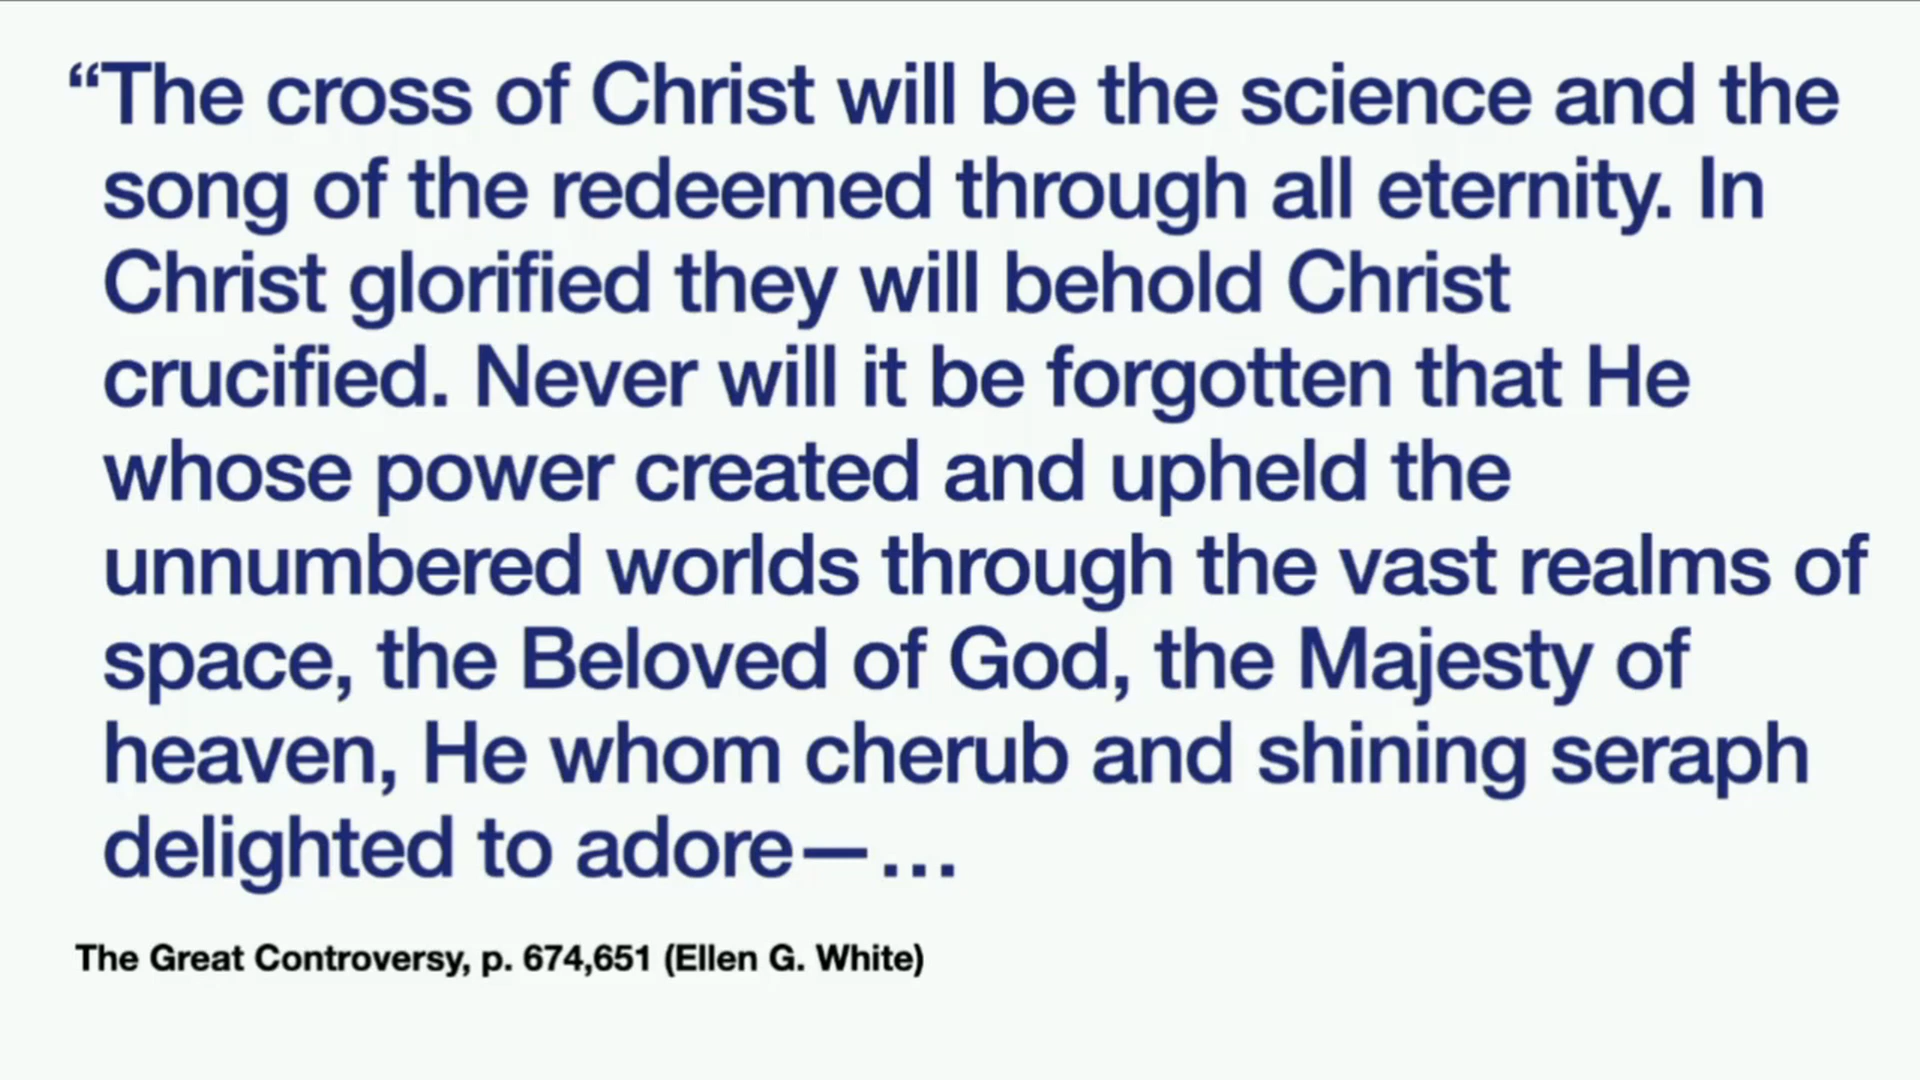 “The cross of Christ will be the science and the
song of the redeemed through all eternity. In
Christ glorified they will behold Christ
crucified. Never will it be forgotten that He
whose power created and upheld the
unnumbered worlds through the vast realms of
space, the Beloved of God, the Majesty of
heaven, He whom cherub and shining seraph
delighted to adore—…
The Great Controversy, p. 674,651 (Ellen G. White)